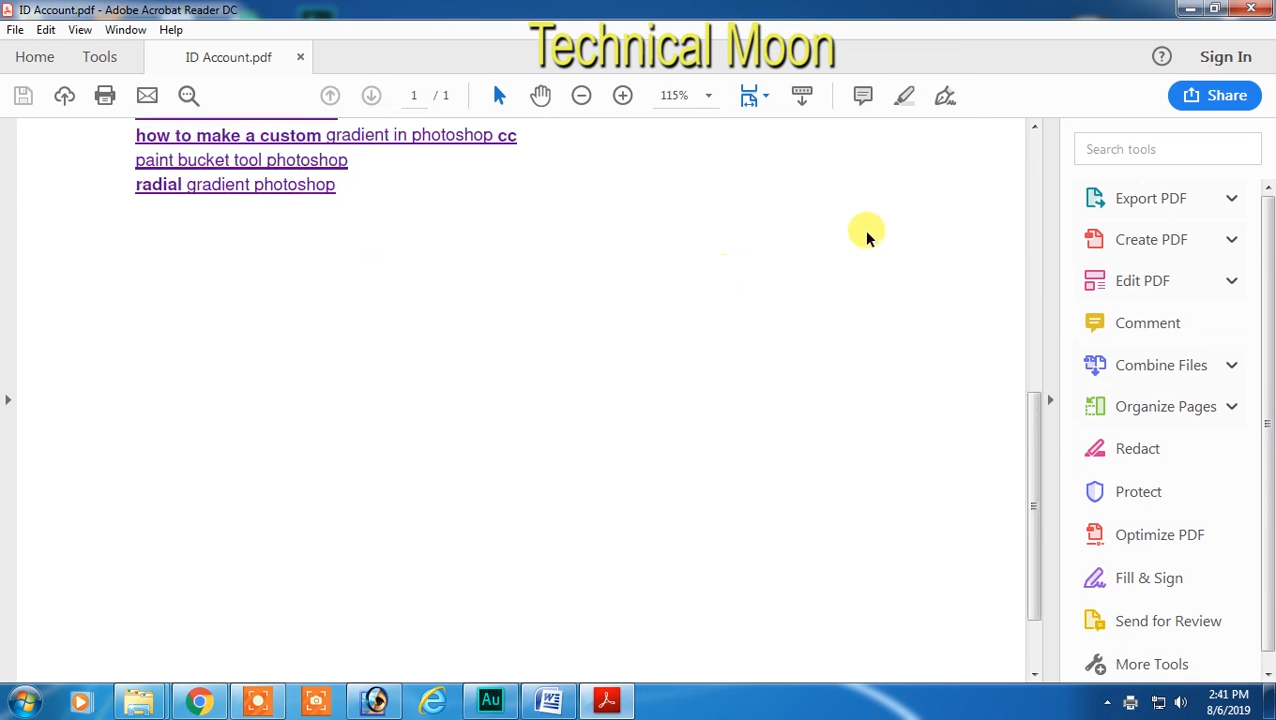 ID Account.pdf - Adobe Acrobat Reader DC
File Edit View Window Help
Technical Moon
Home Tools ID Account.pdf × ? Sign In
1 / 1 115% Share
how to make a custom gradient in photoshop cc
paint bucket tool photoshop
radial gradient photoshop
Search tools
Export PDF
Create PDF
Edit PDF
Comment
Combine Files
Organize Pages
Redact
Protect
Optimize PDF
Fill & Sign
Send for Review
More Tools
Au
W
2:41 PM
8/6/2019